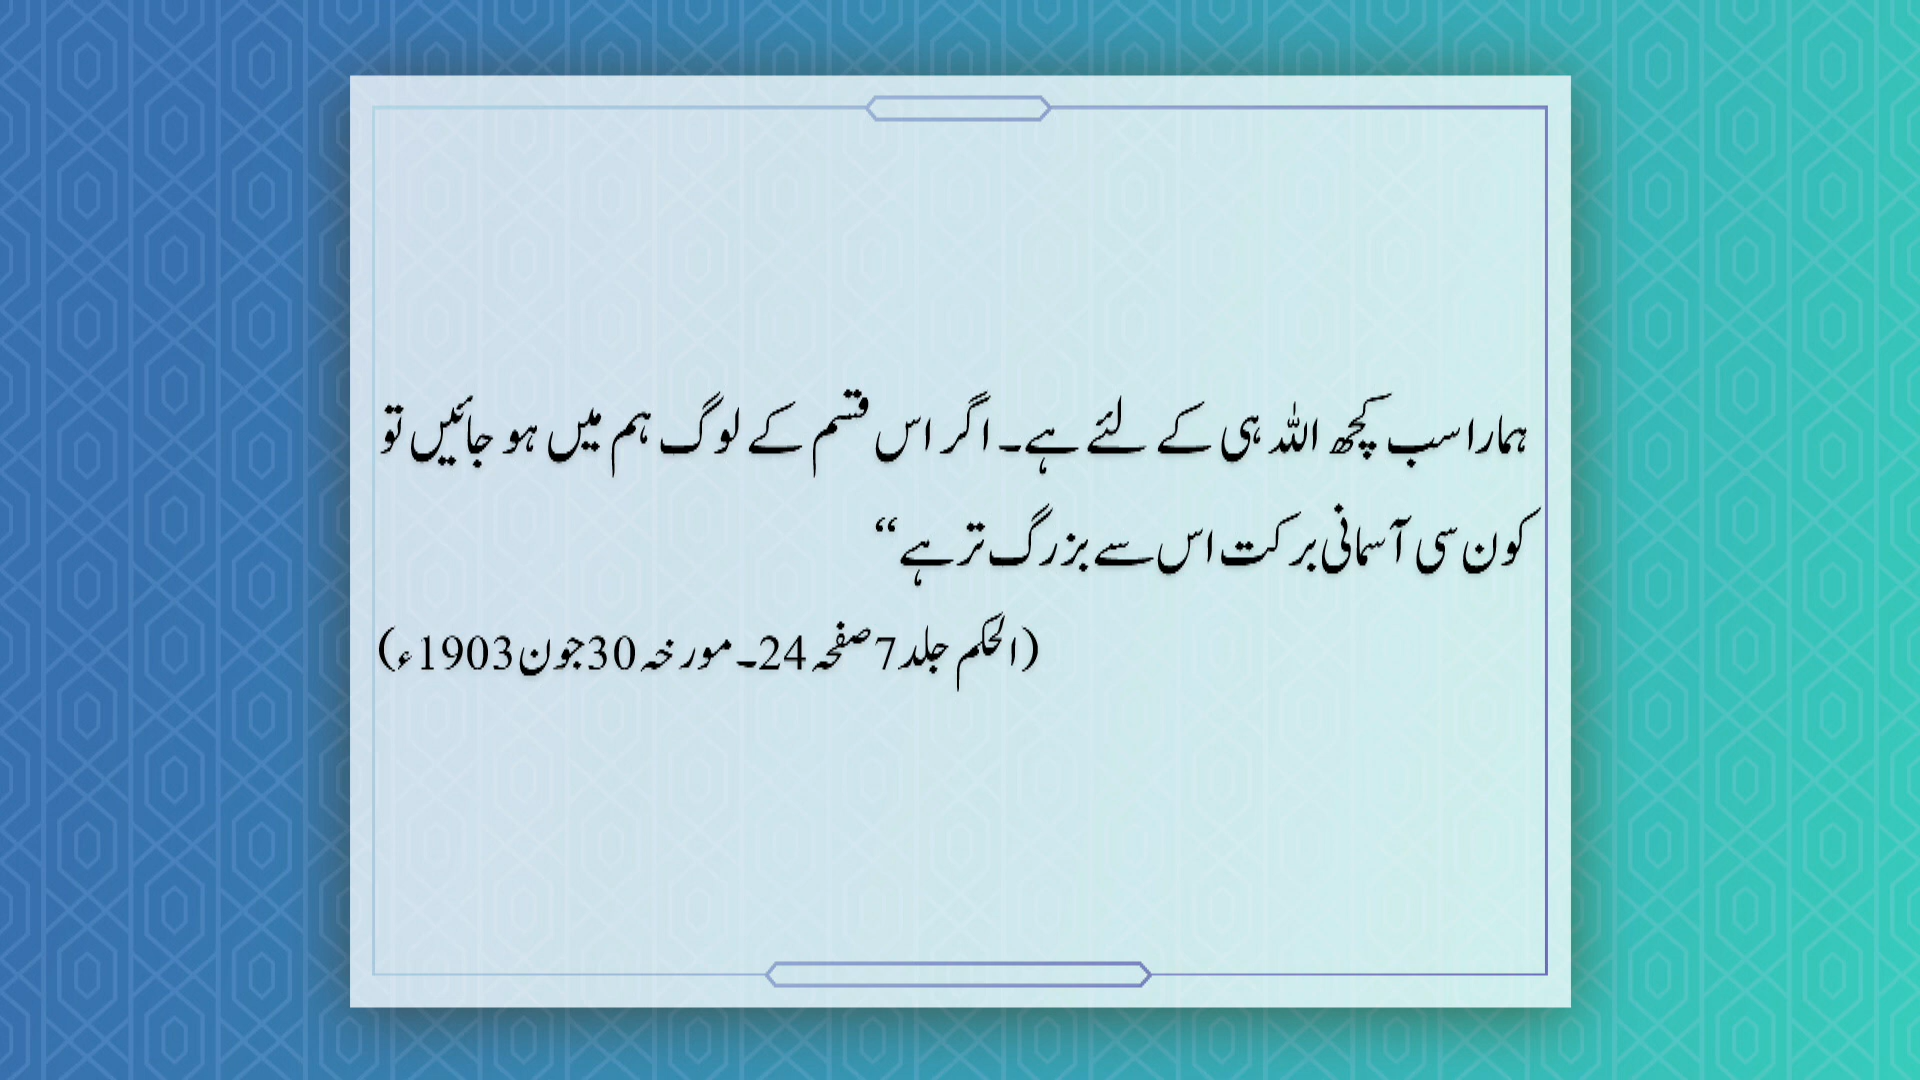 ہمارا سب کچھ اللہ ہی کے لئے ہے۔ اگر اس قسم کے لوگ ہم میں ہو جائیں تو
کون سی آسمانی برکت اس سے بزرگ تر ہے“
(الحکم جلد 7 صفحہ 24۔ مورخہ 30 جون 1903ء)